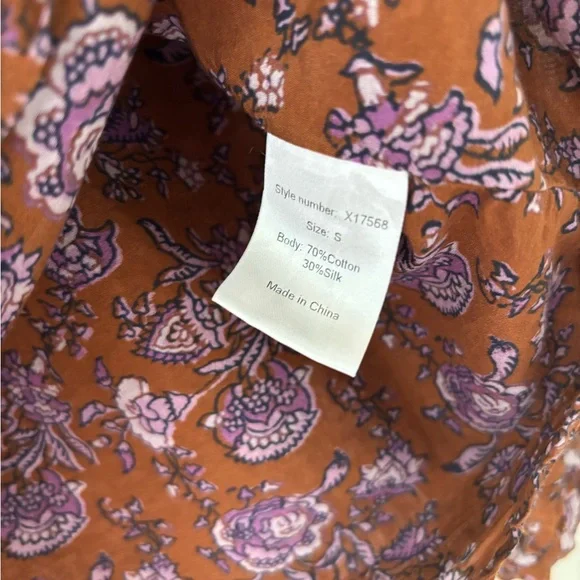 Style number: X17568
Size: S
Body: 70%Cotton
30%Silk
Made in China